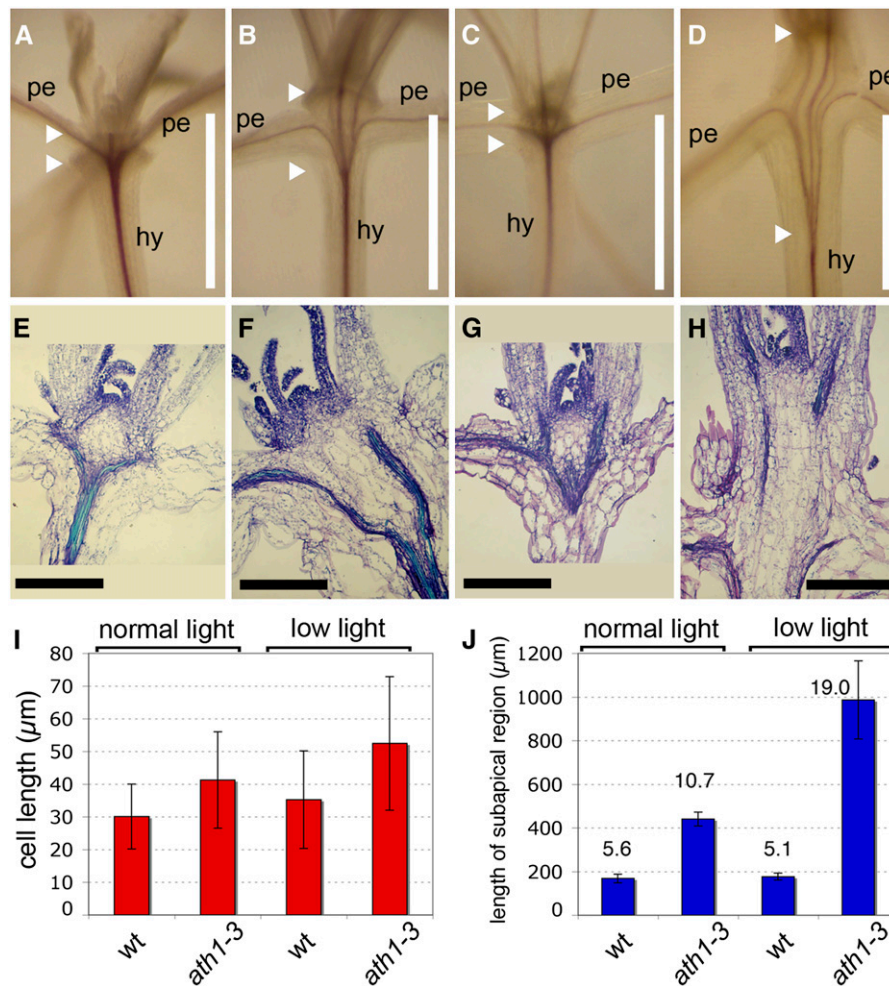 A
B
C
D
pe
pe
hy
pe
pe
hy
pe
pe
hy
pe
pe
hy
E
F
G
H
I
normal light
low light
cell length (µm)
80
70
60
50
40
30
20
10
0
wt
ath1-3
wt
ath1-3
J
normal light
low light
length of subapical region (µm)
1200
1000
800
600
400
200
0
5.6
10.7
5.1
19.0
wt
ath1-3
wt
ath1-3